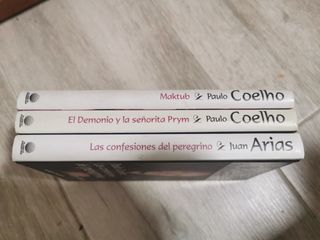 Maktub Paulo Coelho
El Demonio y la señorita Prym Paulo Coelho
Las confesiones del peregrino Juan Arias